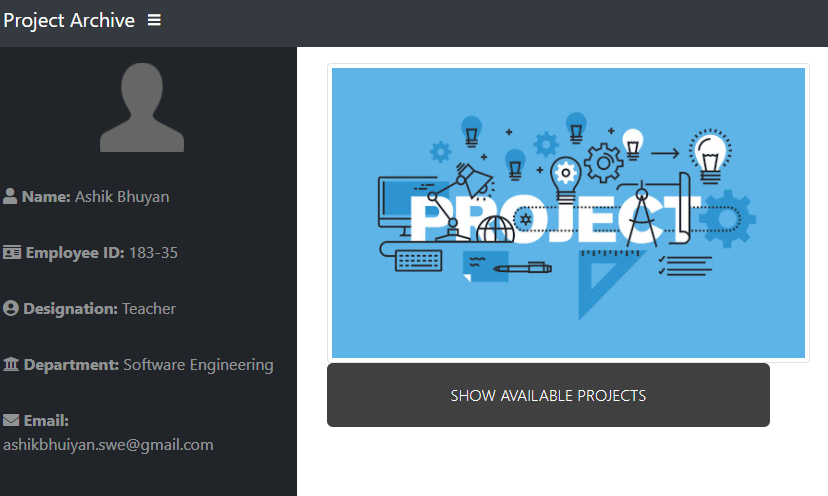 Project Archive
Name: Ashik Bhuyan
Employee ID: 183-35
Designation: Teacher
Department: Software Engineering
Email:
ashikbhuiyan.swe@gmail.com
PROJECT
SHOW AVAILABLE PROJECTS